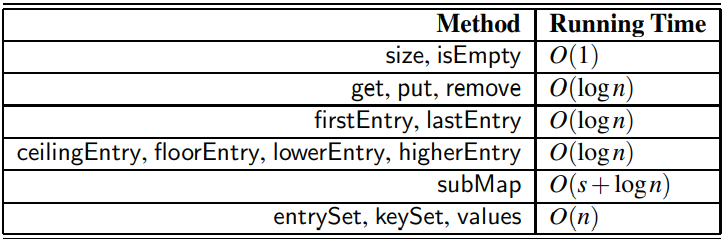 Method Running Time
size, isEmpty O(1)
get, put, remove O(log n)
firstEntry, lastEntry O(log n)
ceilingEntry, floorEntry, lowerEntry, higherEntry O(log n)
subMap O(s + log n)
entrySet, keySet, values O(n)